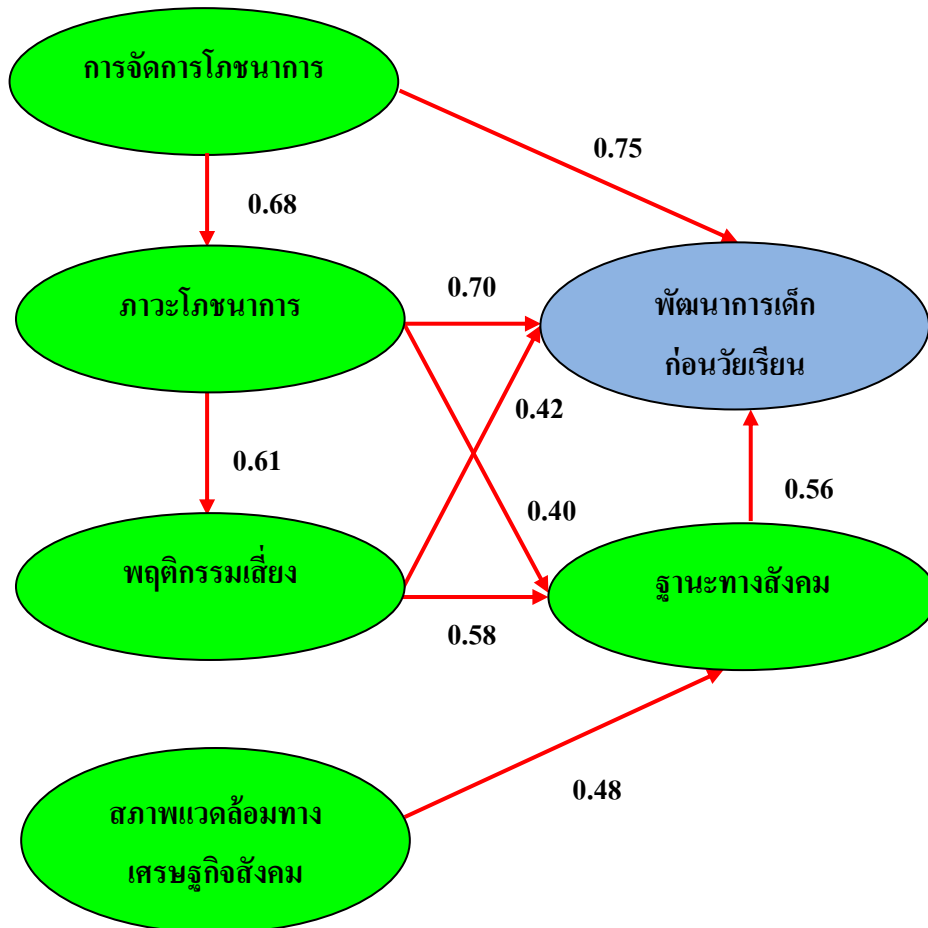 การจัดการโภชนาการ
0.75
0.68
ภาวะโภชนาการ
0.70
พัฒนาการเด็ก
ก่อนวัยเรียน
0.42
0.61
0.56
0.40
พฤติกรรมเสี่ยง
ฐานะทางสังคม
0.58
0.48
สภาพแวดล้อมทาง
เศรษฐกิจสังคม